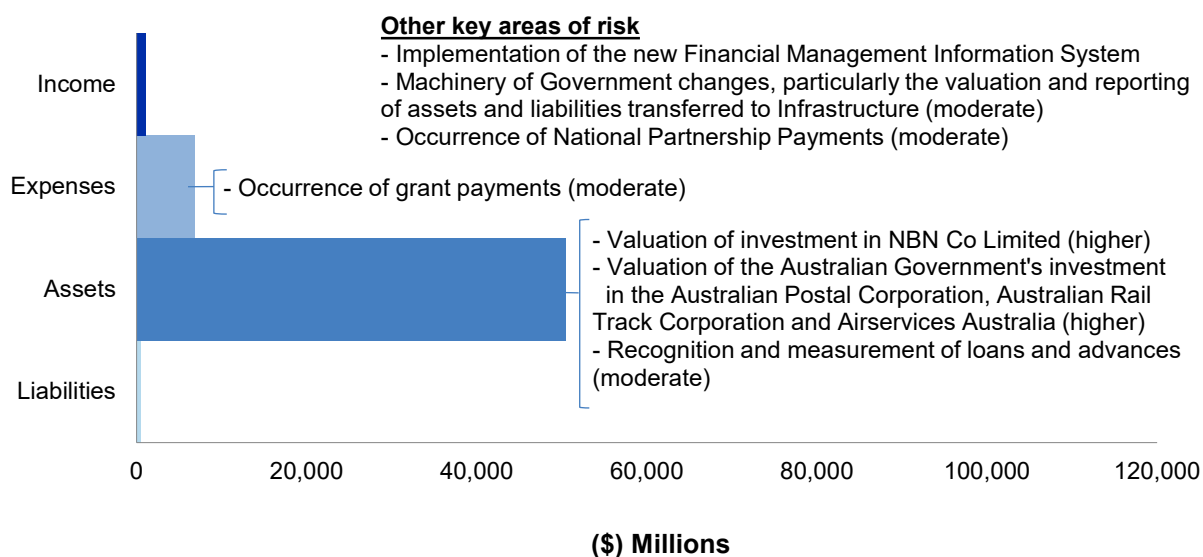 Other key areas of risk
- Implementation of the new Financial Management Information System
- Machinery of Government changes, particularly the valuation and reporting
of assets and liabilities transferred to Infrastructure (moderate)
- Occurrence of National Partnership Payments (moderate)
Income
Expenses
- Occurrence of grant payments (moderate)
Assets
- Valuation of investment in NBN Co Limited (higher)
- Valuation of the Australian Government's investment
in the Australian Postal Corporation, Australian Rail
Track Corporation and Airservices Australia (higher)
- Recognition and measurement of loans and advances
(moderate)
Liabilities
0 20,000 40,000 60,000 80,000 100,000 120,000
($) Millions